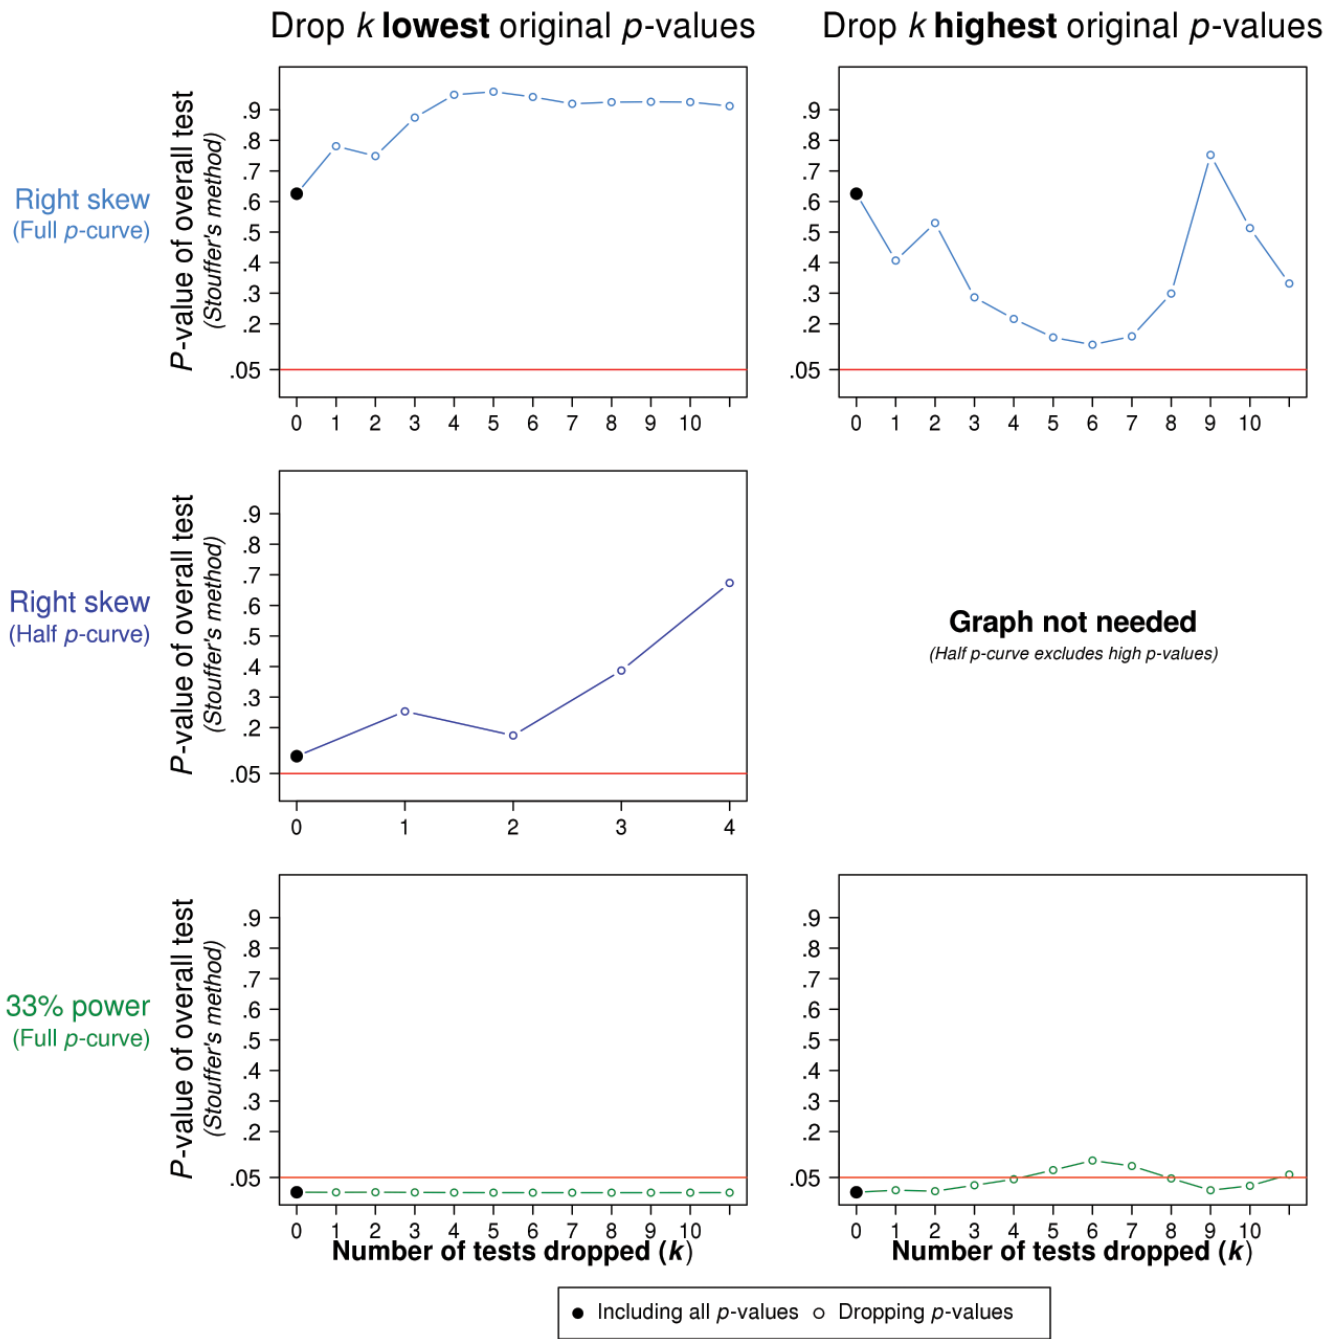 Drop k lowest original p-values
Drop k highest original p-values
Right skew
(Full p-curve)
P-value of overall test
(Stouffer's method)
.9
.8
.7
.6
.5
.4
.3
.2
.05
0 1 2 3 4 5 6 7 8 9 10
.9
.8
.7
.6
.5
.4
.3
.2
.05
0 1 2 3 4 5 6 7 8 9 10
Right skew
(Half p-curve)
P-value of overall test
(Stouffer's method)
.9
.8
.7
.6
.5
.4
.3
.2
.05
0 1 2 3 4
Graph not needed
(Half p-curve excludes high p-values)
33% power
(Full p-curve)
P-value of overall test
(Stouffer's method)
.9
.8
.7
.6
.5
.4
.3
.2
.05
0 1 2 3 4 5 6 7 8 9 10
Number of tests dropped (k)
.9
.8
.7
.6
.5
.4
.3
.2
.05
0 1 2 3 4 5 6 7 8 9 10
Number of tests dropped (k)
Including all p-values Dropping p-values